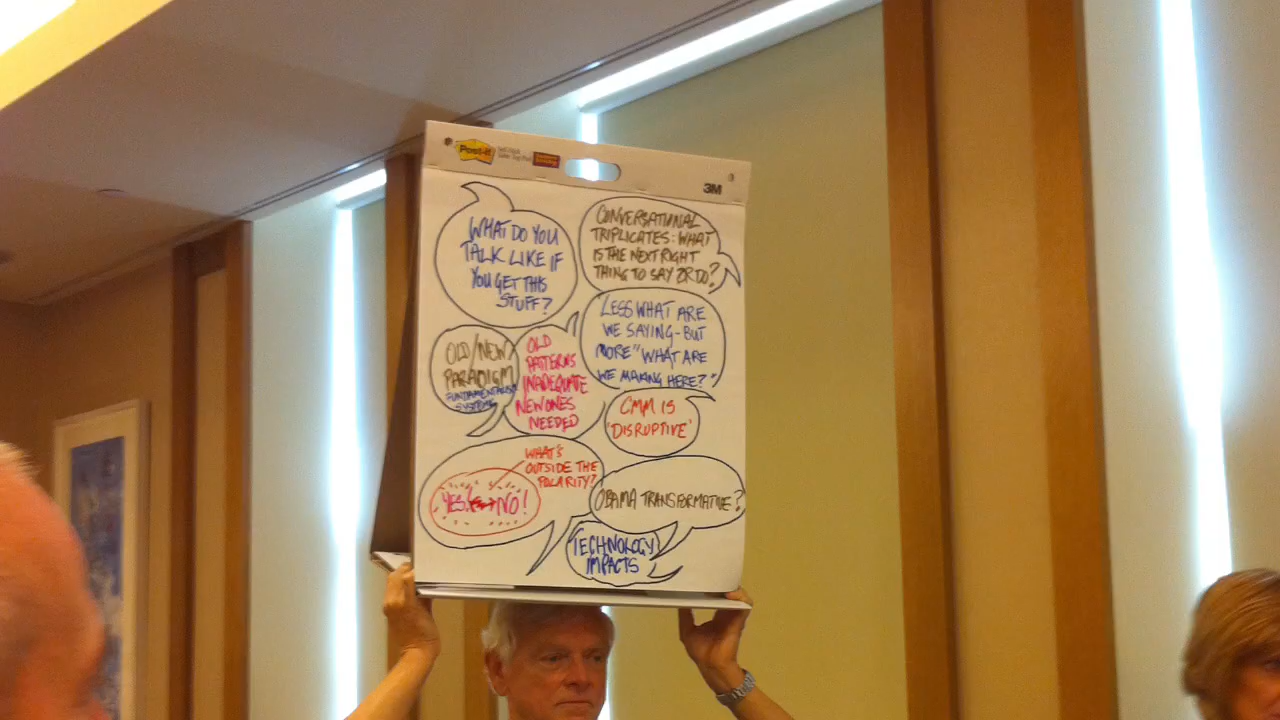 Post-it
3M
WHAT DO YOU
TALK LIKE IF
YOU GET THIS
STUFF?
CONVERSATIONAL
TRIPLICATES: WHAT
IS THE NEXT RIGHT
THING TO SAY OR DO?
LESS WHAT ARE
WE SAYING - BUT
MORE "WHAT ARE
WE MAKING HERE?"
OLD/NEW
PARADIGM
FUNDAMENTALISM
SYSTEMS
OLD
PATTERNS
INADEQUATE
NEW ONES
NEEDED
CMM IS
'DISRUPTIVE'
WHAT'S
OUTSIDE THE
POLARITY?
YES! NO!
OBAMA TRANSFORMATIVE?
TECHNOLOGY
IMPACTS